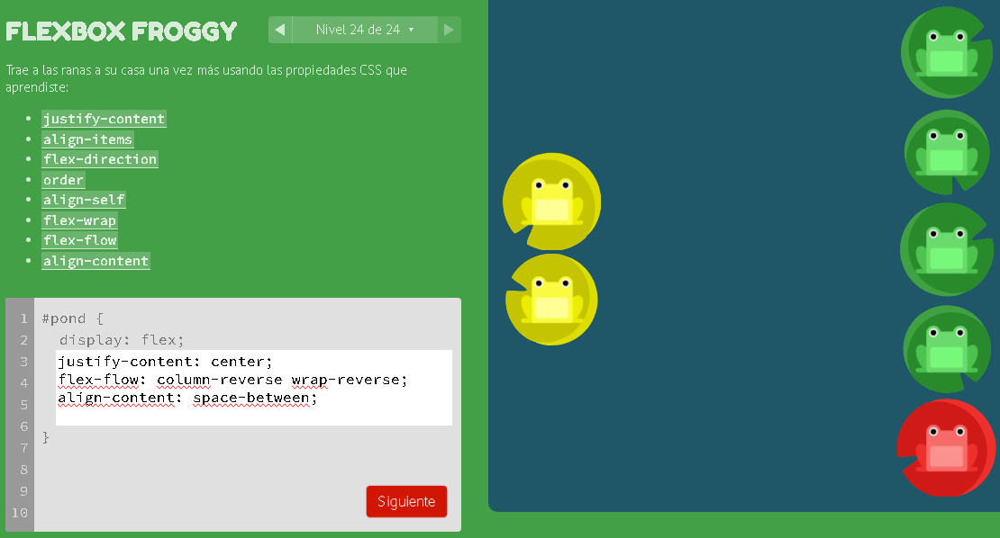 FLEXBOX FROGGY
◀ Nivel 24 de 24 ▾ ▶
Trae a las ranas a su casa una vez más usando las propiedades CSS que
aprendiste:
• justify-content
• align-items
• flex-direction
• order
• align-self
• flex-wrap
• flex-flow
• align-content
1 #pond {
2 display: flex;
3 justify-content: center;
4 flex-flow: column-reverse wrap-reverse;
5 align-content: space-between;
6 }
7
8
9
10
Siguiente